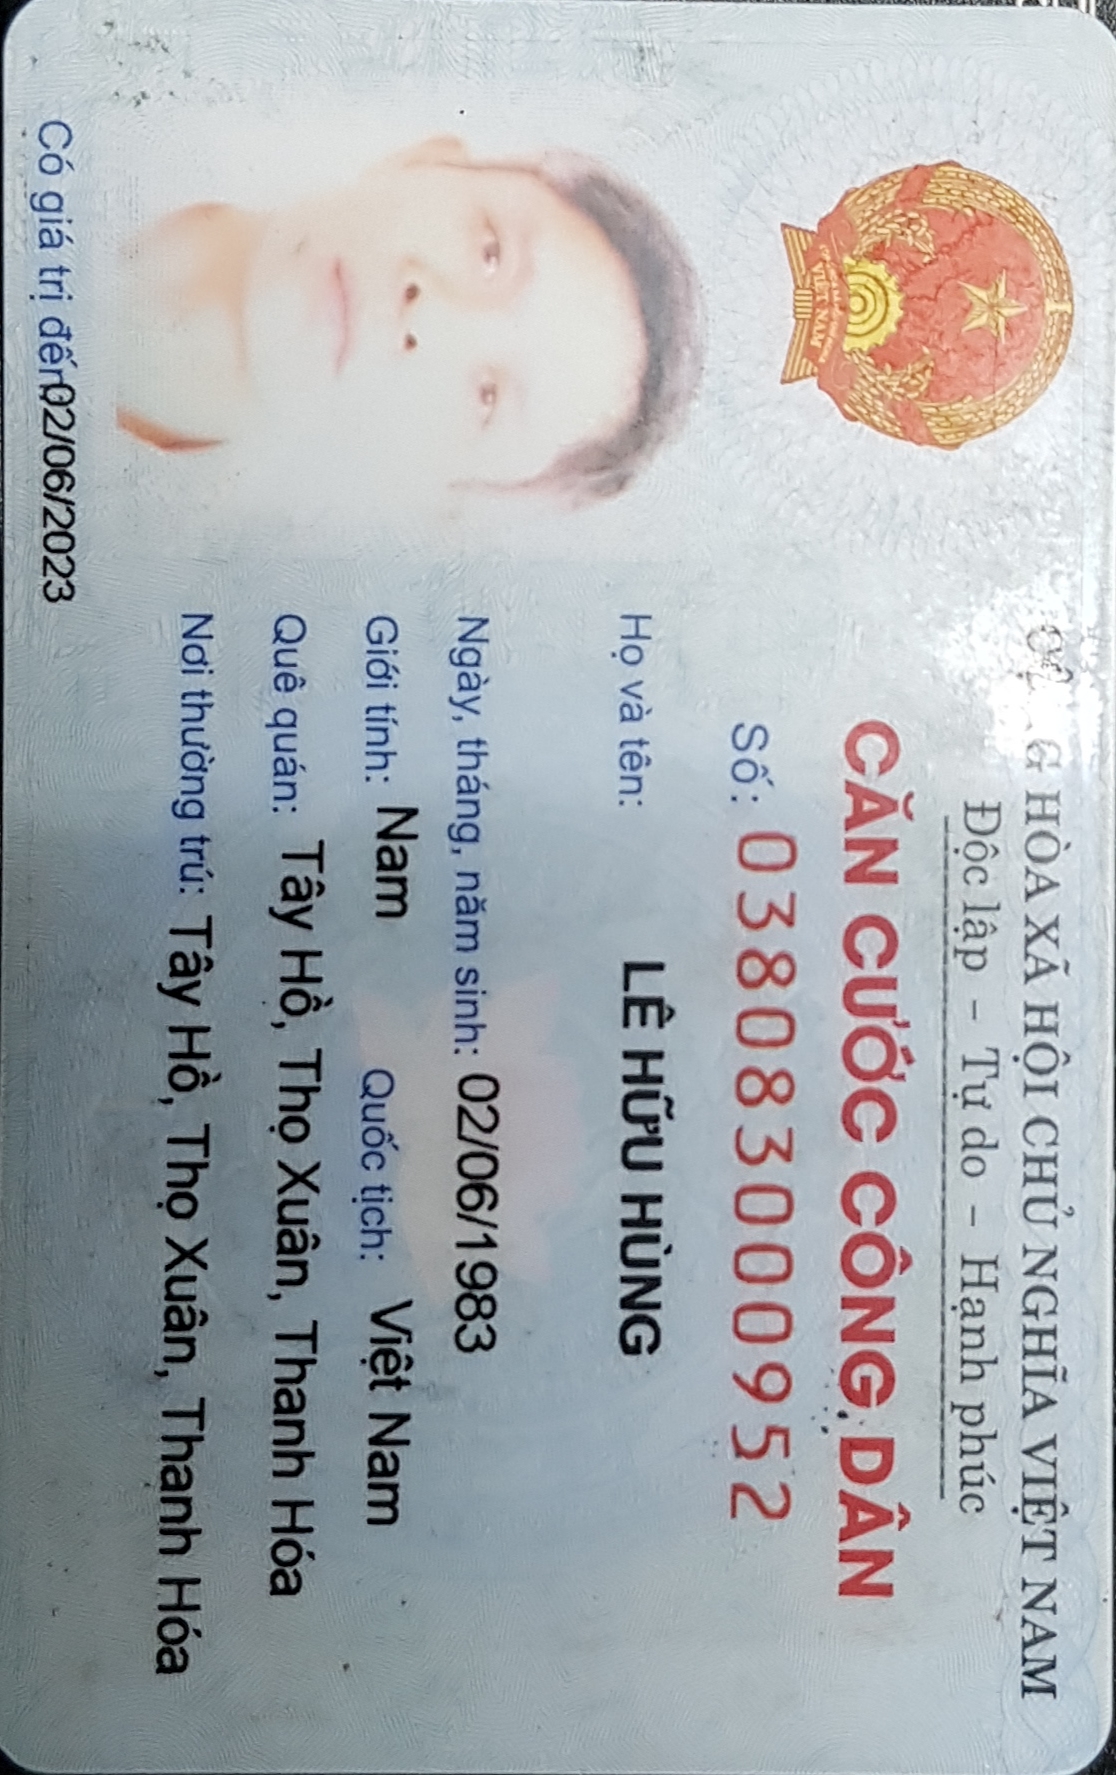 CỘNG HÒA XÃ HỘI CHỦ NGHĨA VIỆT NAM
Độc lập - Tự do - Hạnh phúc
CĂN CƯỚC CÔNG DÂN
Số: 038083000952
Họ và tên: LÊ HỮU HÙNG
Ngày, tháng, năm sinh: 02/06/1983
Giới tính: Nam Quốc tịch: Việt Nam
Quê quán: Tây Hồ, Thọ Xuân, Thanh Hóa
Nơi thường trú: Tây Hồ, Thọ Xuân, Thanh Hóa
Có giá trị đến 02/06/2023
VIỆT NAM